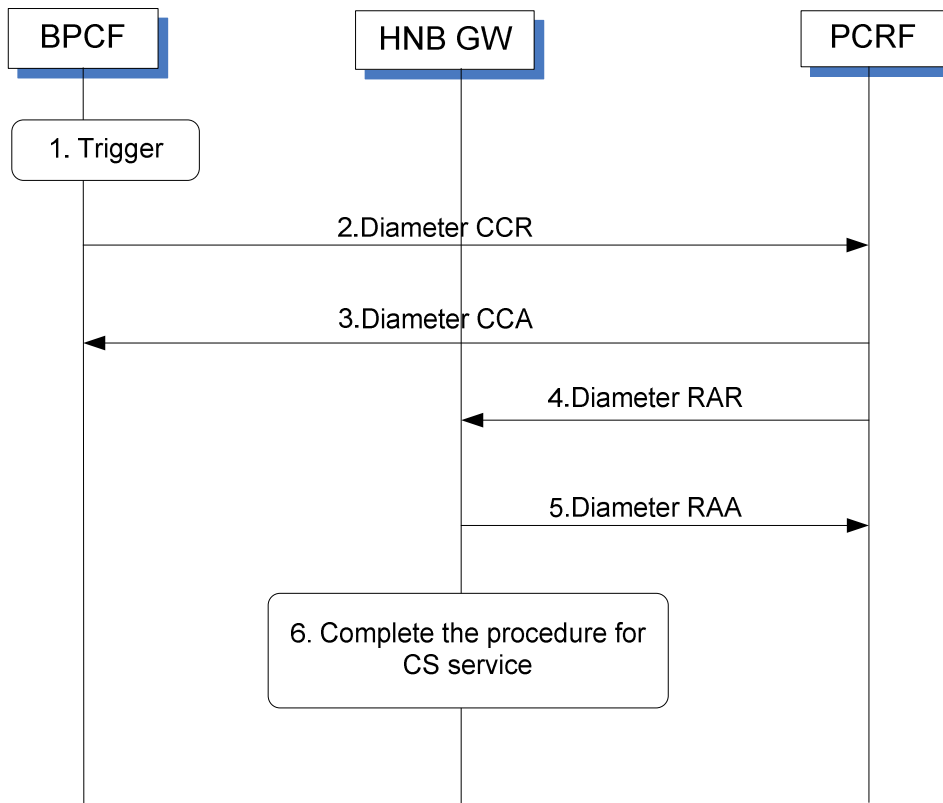 BPCF
HNB GW
PCRF
1. Trigger
2.Diameter CCR
3.Diameter CCA
4.Diameter RAR
5.Diameter RAA
6. Complete the procedure for
CS service